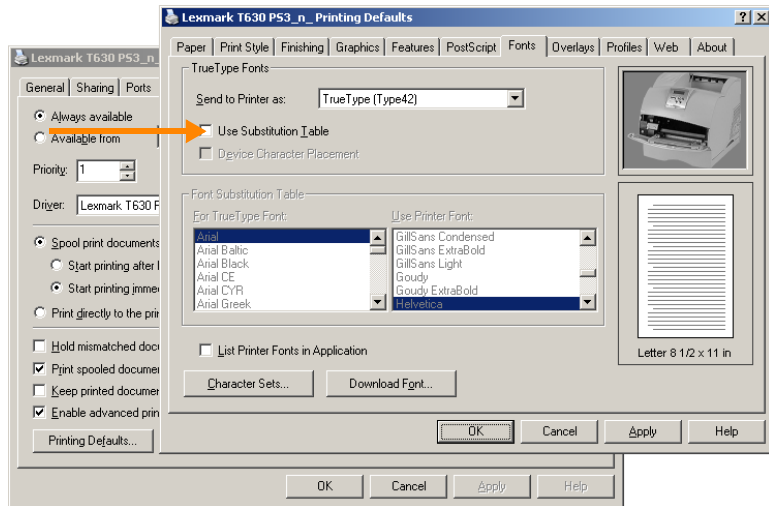 Lexmark T630 PS3_n_ Printing Defaults
Paper Print Style Finishing Graphics Features PostScript Fonts Overlays Profiles Web About
TrueType Fonts
Send to Printer as: TrueType (Type42)
Use Substitution Table
Device Character Placement
Font Substitution Table
For TrueType Font: Use Printer Font:
Arial GillSans Condensed
Arial Baltic GillSans ExtraBold
Arial Black GillSans Light
Arial CE Goudy
Arial CYR Goudy ExtraBold
Arial Greek Helvetica
List Printer Fonts in Application
Character Sets... Download Font...
Letter 8 1/2 x 11 in
OK Cancel Apply Help
Lexmark T630 PS3_n_
General Sharing Ports
Always available
Available from
Priority: 1
Driver: Lexmark T630 P
Spool print documents
Start printing after
Start printing imme
Print directly to the prin
Hold mismatched docu
Print spooled documen
Keep printed documen
Enable advanced prin
Printing Defaults...
OK Cancel Apply Help